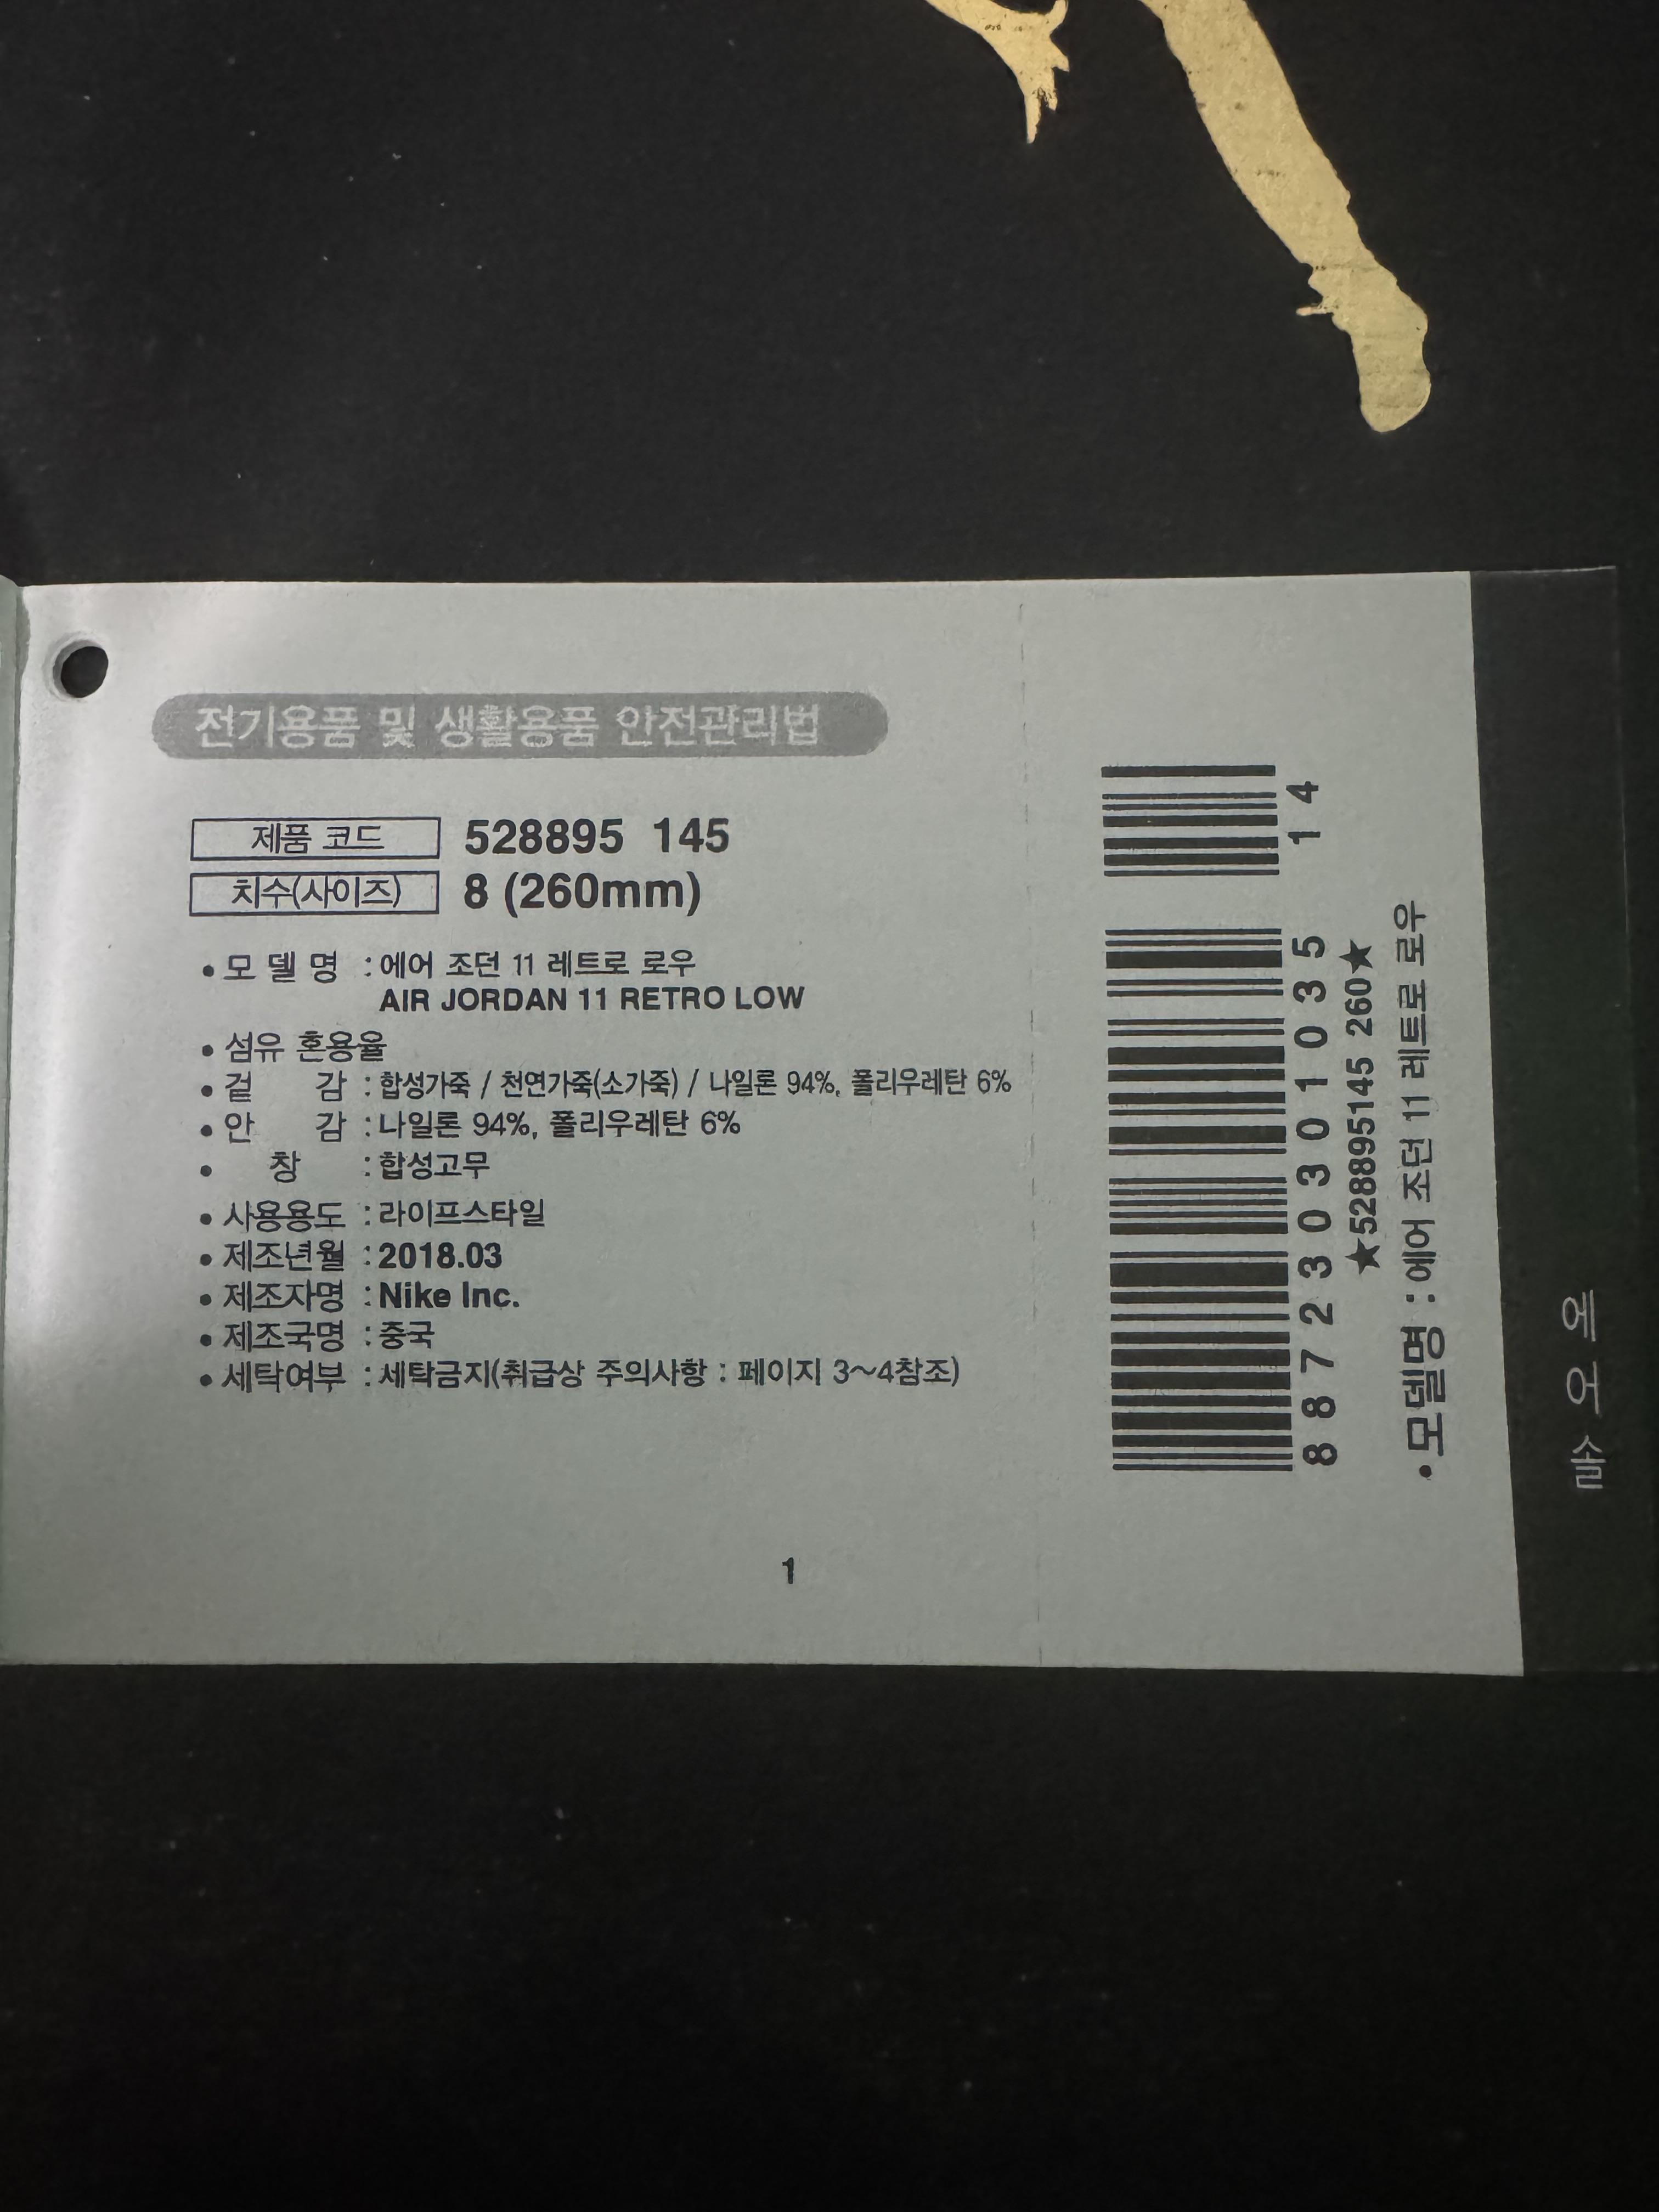 전기용품 및 생활용품 안전관리법
제품 코드 528895 145
치수(사이즈) 8 (260mm)
• 모 델 명 : 에어 조던 11 레트로 로우
AIR JORDAN 11 RETRO LOW
• 섬유 혼용율
• 겉 감 : 합성가죽 / 천연가죽(소가죽) / 나일론 94%, 폴리우레탄 6%
• 안 감 : 나일론 94%, 폴리우레탄 6%
• 창 : 합성고무
• 사용용도 : 라이프스타일
• 제조년월 : 2018.03
• 제조자명 : Nike Inc.
• 제조국명 : 중국
• 세탁여부 : 세탁금지(취급상 주의사항 : 페이지 3~4참조)
1
887230301035 14
★528895145 260★
• 모델명 : 에어 조던 11 레트로 로우
에어 솔